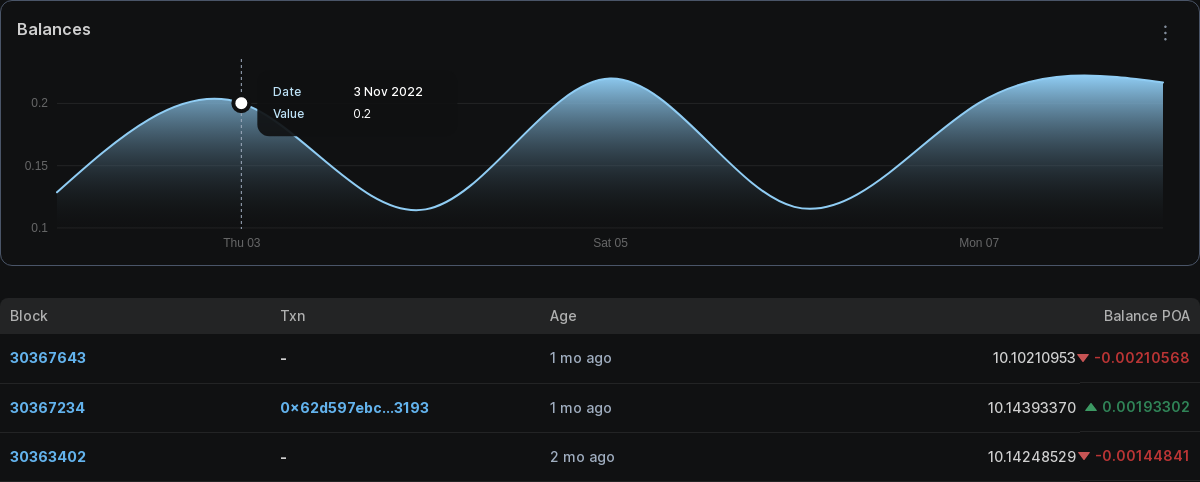 Balances
Date 3 Nov 2022
0.2
Value 0.2
0.15
0.1
Thu 03 Sat 05 Mon 07
Block Txn Age Balance POA
30367643 - 1 mo ago 10.10210953 -0.00210568
30367234 0x62d597ebc...3193 1 mo ago 10.14393370 0.00193302
30363402 - 2 mo ago 10.14248529 -0.00144841